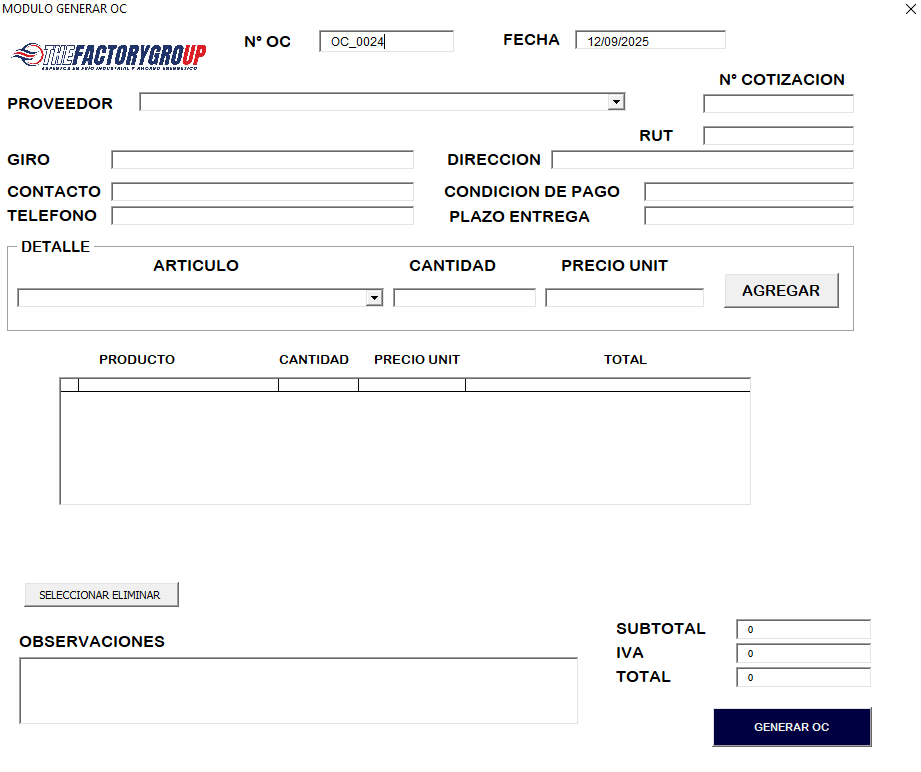 MODULO GENERAR OC
THEFACTORYGROUP
N° OC OC_0024 FECHA 12/09/2025
N° COTIZACION
PROVEEDOR
RUT
GIRO DIRECCION
CONTACTO CONDICION DE PAGO
TELEFONO PLAZO ENTREGA
DETALLE
ARTICULO CANTIDAD PRECIO UNIT
AGREGAR
PRODUCTO CANTIDAD PRECIO UNIT TOTAL
SELECCIONAR ELIMINAR
OBSERVACIONES
SUBTOTAL 0
IVA 0
TOTAL 0
GENERAR OC